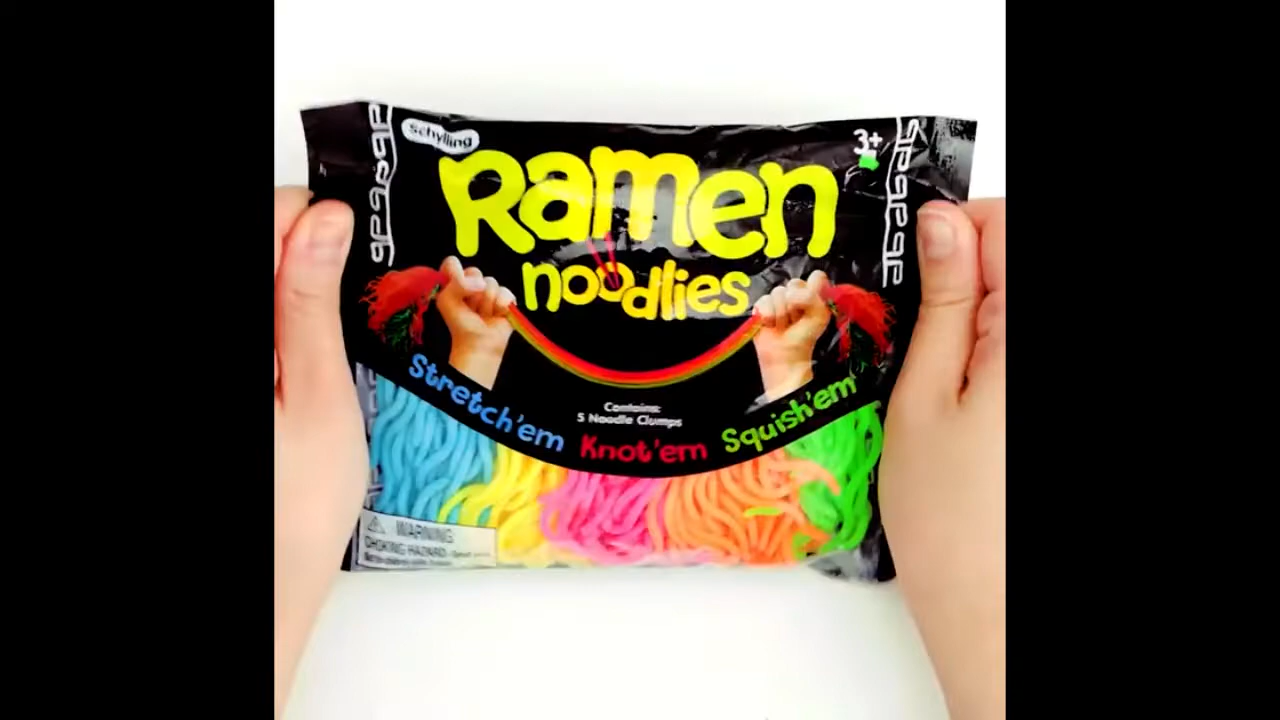 schylling
3+
Ramen
noodlies
Stretch'em
Contains:
5 Noodle Clumps
Knot'em
Squish'em
WARNING
CHOKING HAZARD